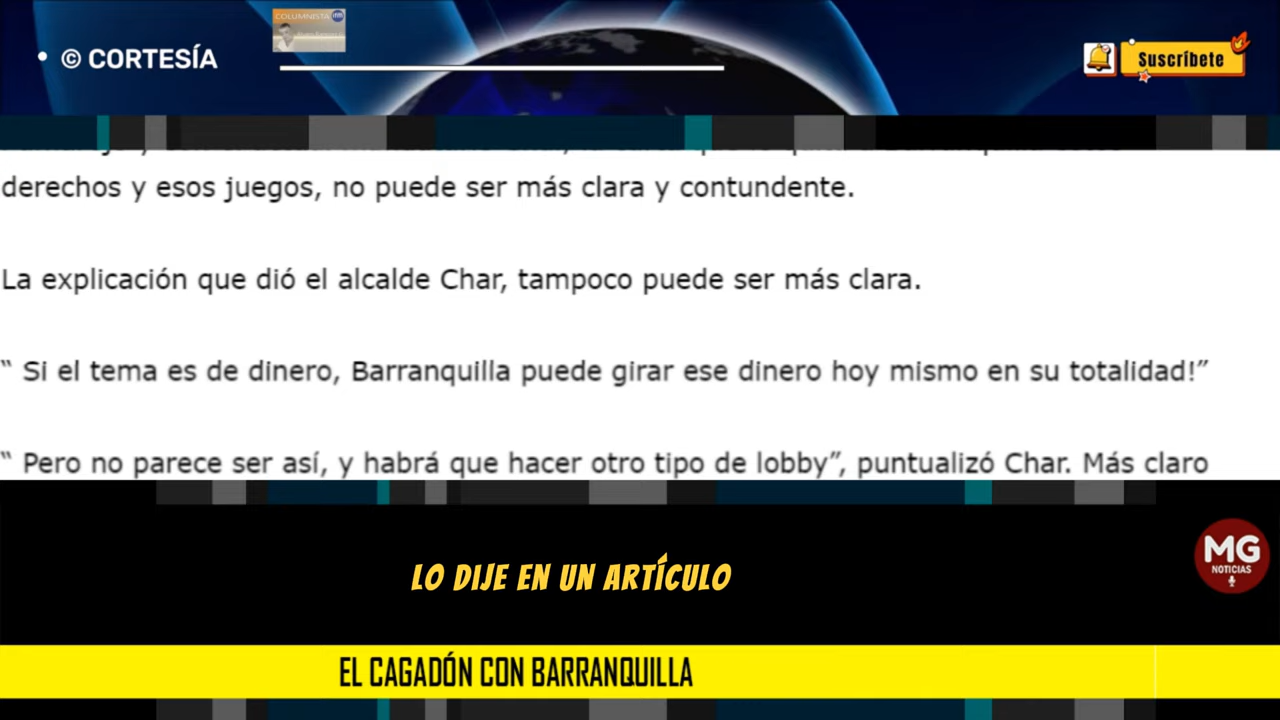 COLUMNISTA
• © CORTESÍA
Suscríbete
derechos y esos juegos, no puede ser más clara y contundente.
La explicación que dió el alcalde Char, tampoco puede ser más clara.
“ Si el tema es de dinero, Barranquilla puede girar ese dinero hoy mismo en su totalidad!”
“ Pero no parece ser así, y habrá que hacer otro tipo de lobby”, puntualizó Char. Más claro
MG
NOTICIAS
LO DIJE EN UN ARTÍCULO
EL CAGADÓN CON BARRANQUILLA